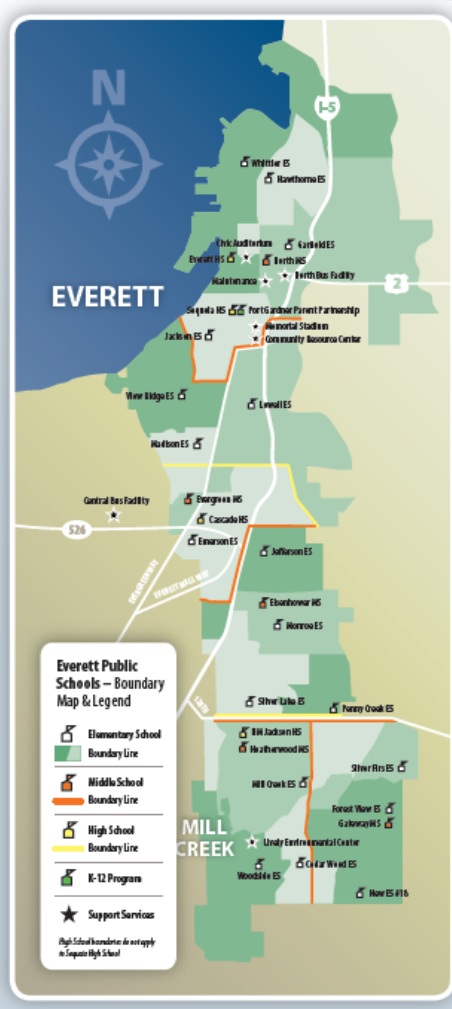 N
I-5
Whittier ES
Hawthorne ES
Civic Auditorium
Garfield ES
Everett HS
North MS
Maintenance
North Bus Facility
2
EVERETT
Sequoia HS
Port Gardner Parent Partnership
Memorial Stadium
Jackson ES
Community Resource Center
View Ridge ES
Lowell ES
Madison ES
Central Bus Facility
Evergreen MS
Cascade HS
526
Emerson ES
Jefferson ES
EVERGREEN WAY
EVERETT MALL WAY
Eisenhower MS
Monroe ES
Silver Lake ES
Penny Creek ES
HM Jackson HS
Heatherwood MS
Silver Firs ES
Mill Creek ES
Forest View ES
Gateway MS
MILL
CREEK
Lively Environmental Center
Cedar Wood ES
Woodside ES
New ES #18
Everett Public
Schools – Boundary
Map & Legend
Elementary School
Boundary Line
Middle School
Boundary Line
High School
Boundary Line
K-12 Program
Support Services
High School boundaries do not apply
to Sequoia High School